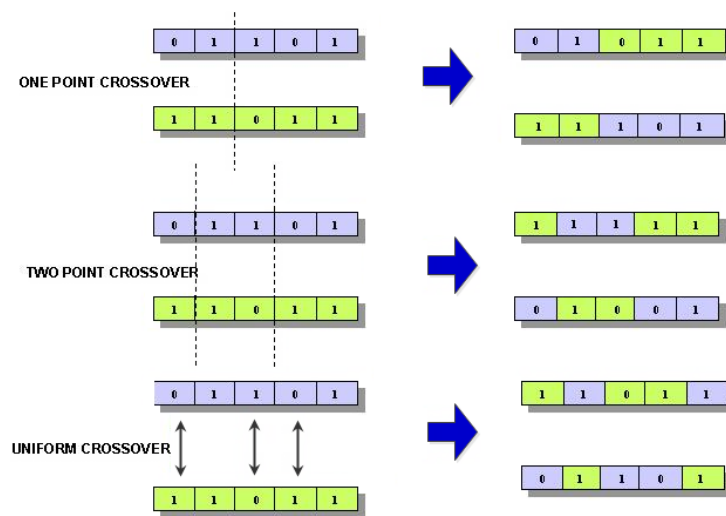 0 1 1 0 1
0 1 0 1 1
ONE POINT CROSSOVER
1 1 0 1 1
1 1 1 0 1
0 1 1 0 1
1 1 1 1 1
TWO POINT CROSSOVER
1 1 0 1 1
0 1 0 0 1
0 1 1 0 1
1 1 0 1 1
UNIFORM CROSSOVER
0 1 1 0 1
1 1 0 1 1